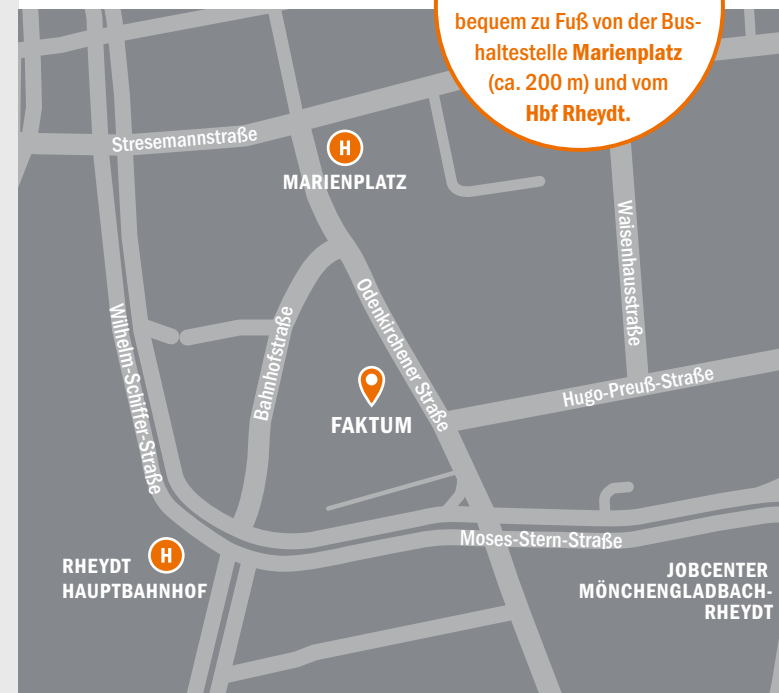 bequem zu Fuß von der Bus-
haltestelle Marienplatz
(ca. 200 m) und vom
Hbf Rheydt.
Stresemannstraße
H
MARIENPLATZ
Waisenhausstraße
Odenkirchener Straße
Wilhelm-Schiffer-Straße
Bahnhofstraße
Hugo-Preuß-Straße
FAKTUM
Moses-Stern-Straße
H
RHEYDT
HAUPTBAHNHOF
JOBCENTER
MÖNCHENGLADBACH-
RHEYDT